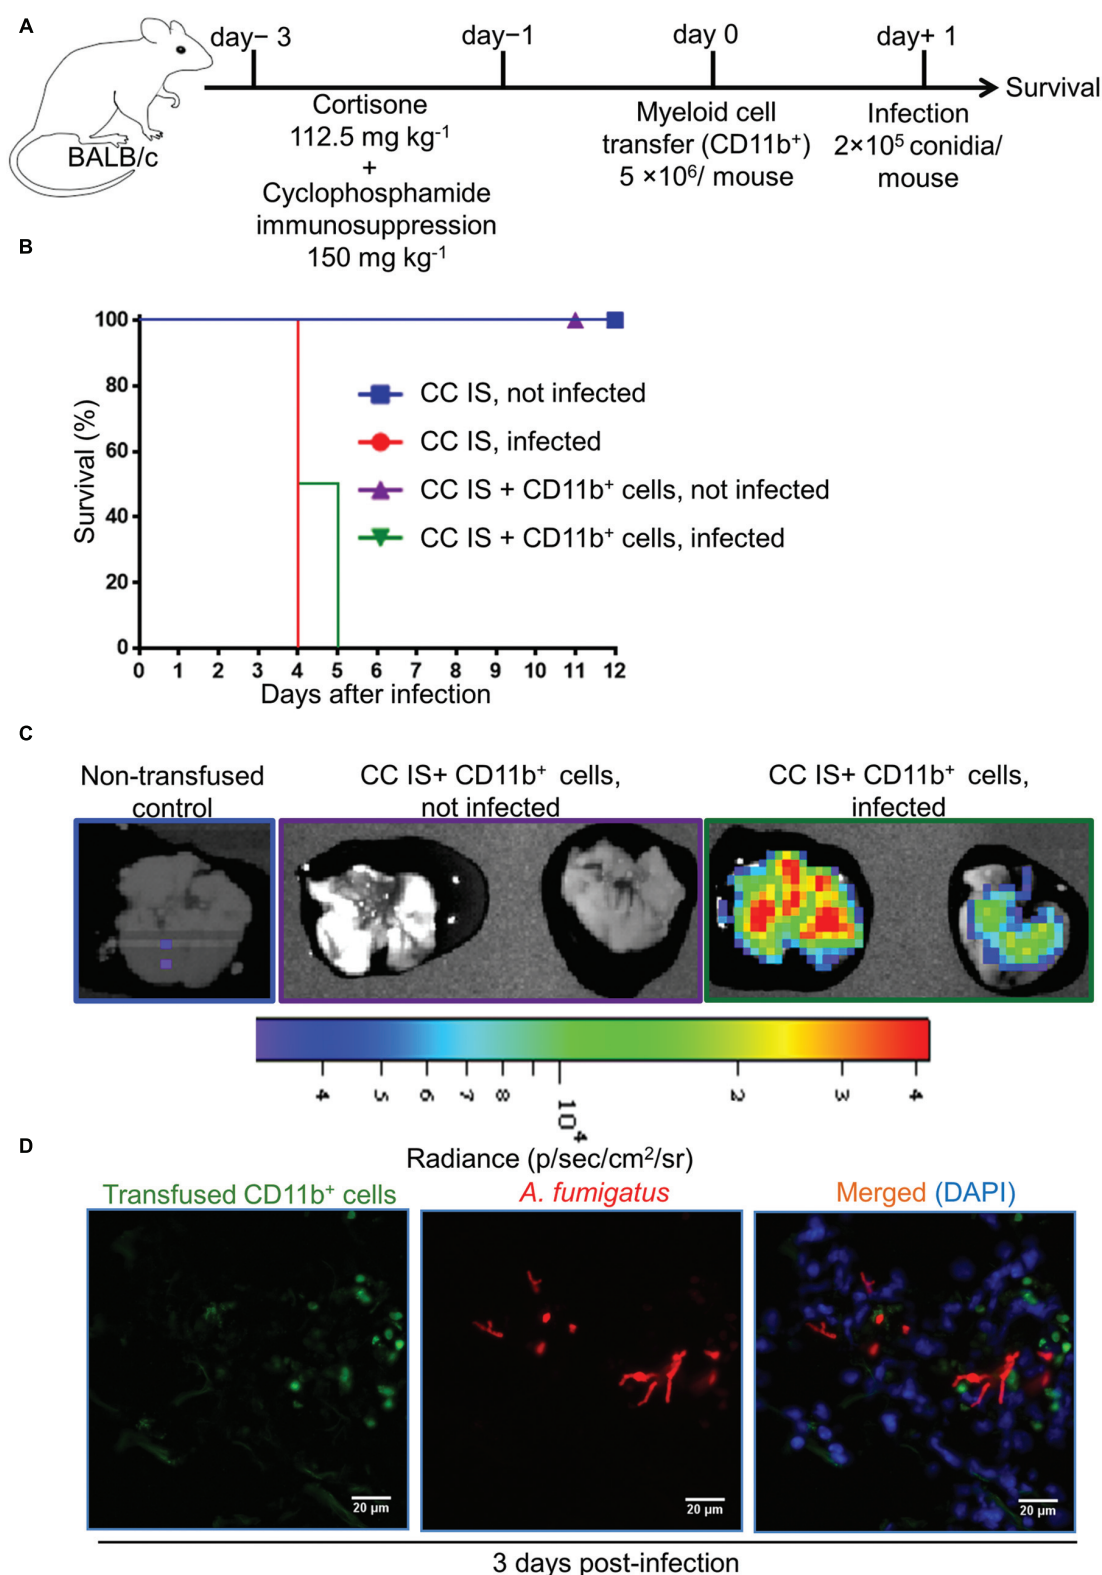 A
day− 3
day−1
day 0
day+ 1
Survival
BALB/c
Cortisone
112.5 mg kg⁻¹
+
Cyclophosphamide
immunosuppression
150 mg kg⁻¹
Myeloid cell
transfer (CD11b⁺)
5 ×10⁶/ mouse
Infection
2×10⁵ conidia/
mouse
B
Survival (%)
100
80
60
40
20
0
CC IS, not infected
CC IS, infected
CC IS + CD11b⁺ cells, not infected
CC IS + CD11b⁺ cells, infected
0 1 2 3 4 5 6 7 8 9 10 11 12
Days after infection
C
Non-transfused
control
CC IS+ CD11b⁺ cells,
not infected
CC IS+ CD11b⁺ cells,
infected
4 5 6 7 8 10⁴ 2 3 4
Radiance (p/sec/cm²/sr)
D
Transfused CD11b⁺ cells
A. fumigatus
Merged (DAPI)
20 µm
20 µm
20 µm
3 days post-infection